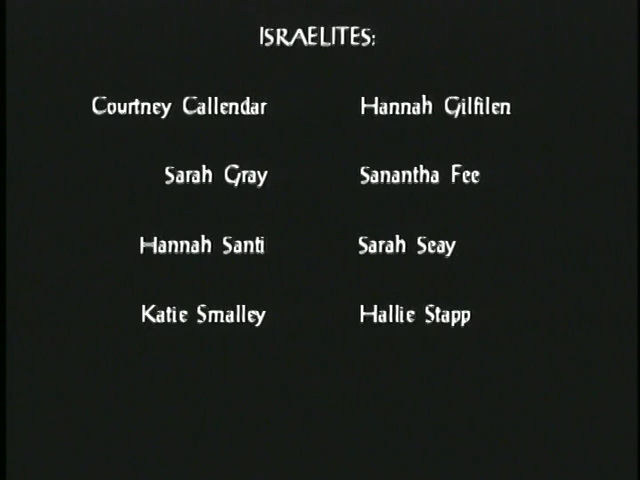 ISRAELITES:
Courtney Callendar Hannah Gilfilen
Sarah Gray Sanantha Fee
Hannah Santi Sarah Seay
Katie Smalley Hallie Stapp